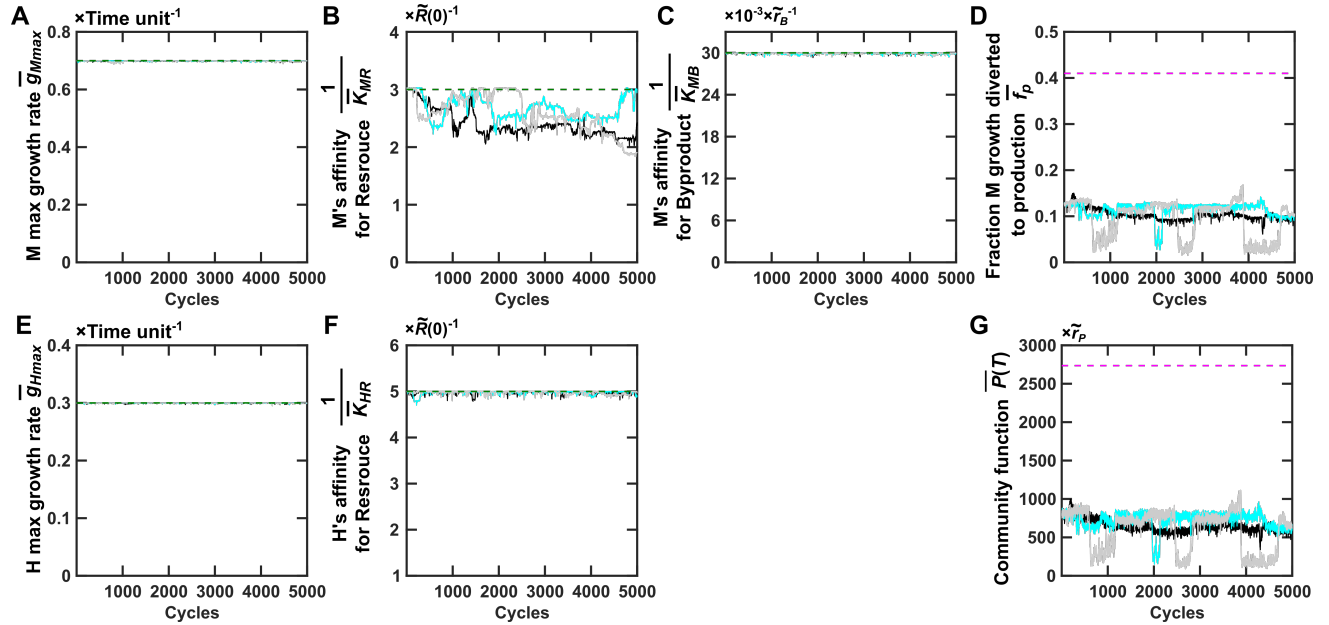 A
×Time unit⁻¹
M max growth rate g̅Mmax
0.8
0.6
0.4
0.2
0
1000 2000 3000 4000 5000
Cycles
B
×R̃(0)⁻¹
M's affinity
for Resrouce
1
K̅MR
4
3
2
1
0
1000 2000 3000 4000 5000
Cycles
C
×10⁻³×r̃B⁻¹
M's affinity
for Byproduct
1
K̅MB
30
24
18
12
6
0
1000 2000 3000 4000 5000
Cycles
D
Fraction M growth diverted
to production f̅p
0.5
0.4
0.3
0.2
0.1
0
1000 2000 3000 4000 5000
Cycles
E
×Time unit⁻¹
H max growth rate g̅Hmax
0.4
0.3
0.2
0.1
0
1000 2000 3000 4000 5000
Cycles
F
×R̃(0)⁻¹
H's affinity
for Resrouce
1
K̅HR
6
5
4
3
2
1
1000 2000 3000 4000 5000
Cycles
G
×r̃P
Community function P̅(T)
3000
2500
2000
1500
1000
500
0
1000 2000 3000 4000 5000
Cycles